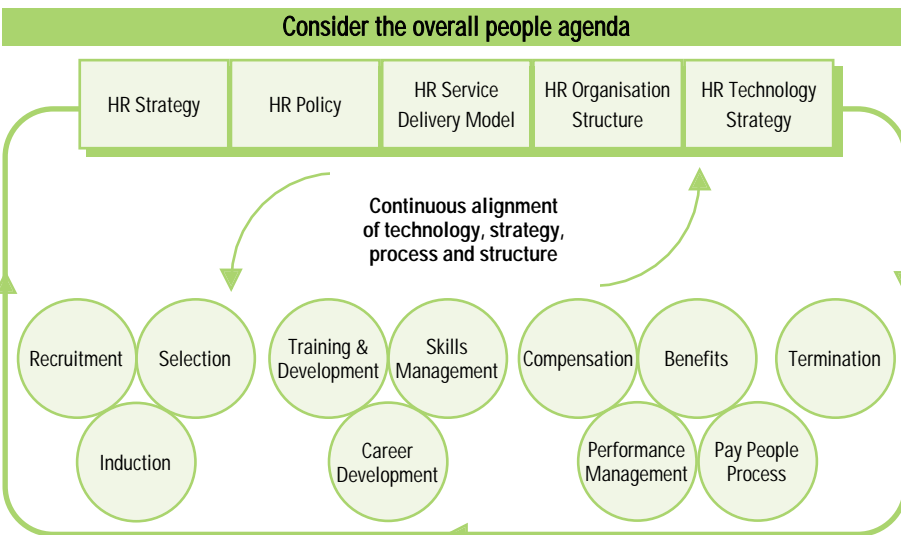 Consider the overall people agenda
HR Strategy
HR Policy
HR Service
Delivery Model
HR Organisation
Structure
HR Technology
Strategy
Continuous alignment
of technology, strategy,
process and structure
Recruitment
Selection
Induction
Training &
Development
Skills
Management
Career
Development
Compensation
Benefits
Performance
Management
Pay People
Process
Termination